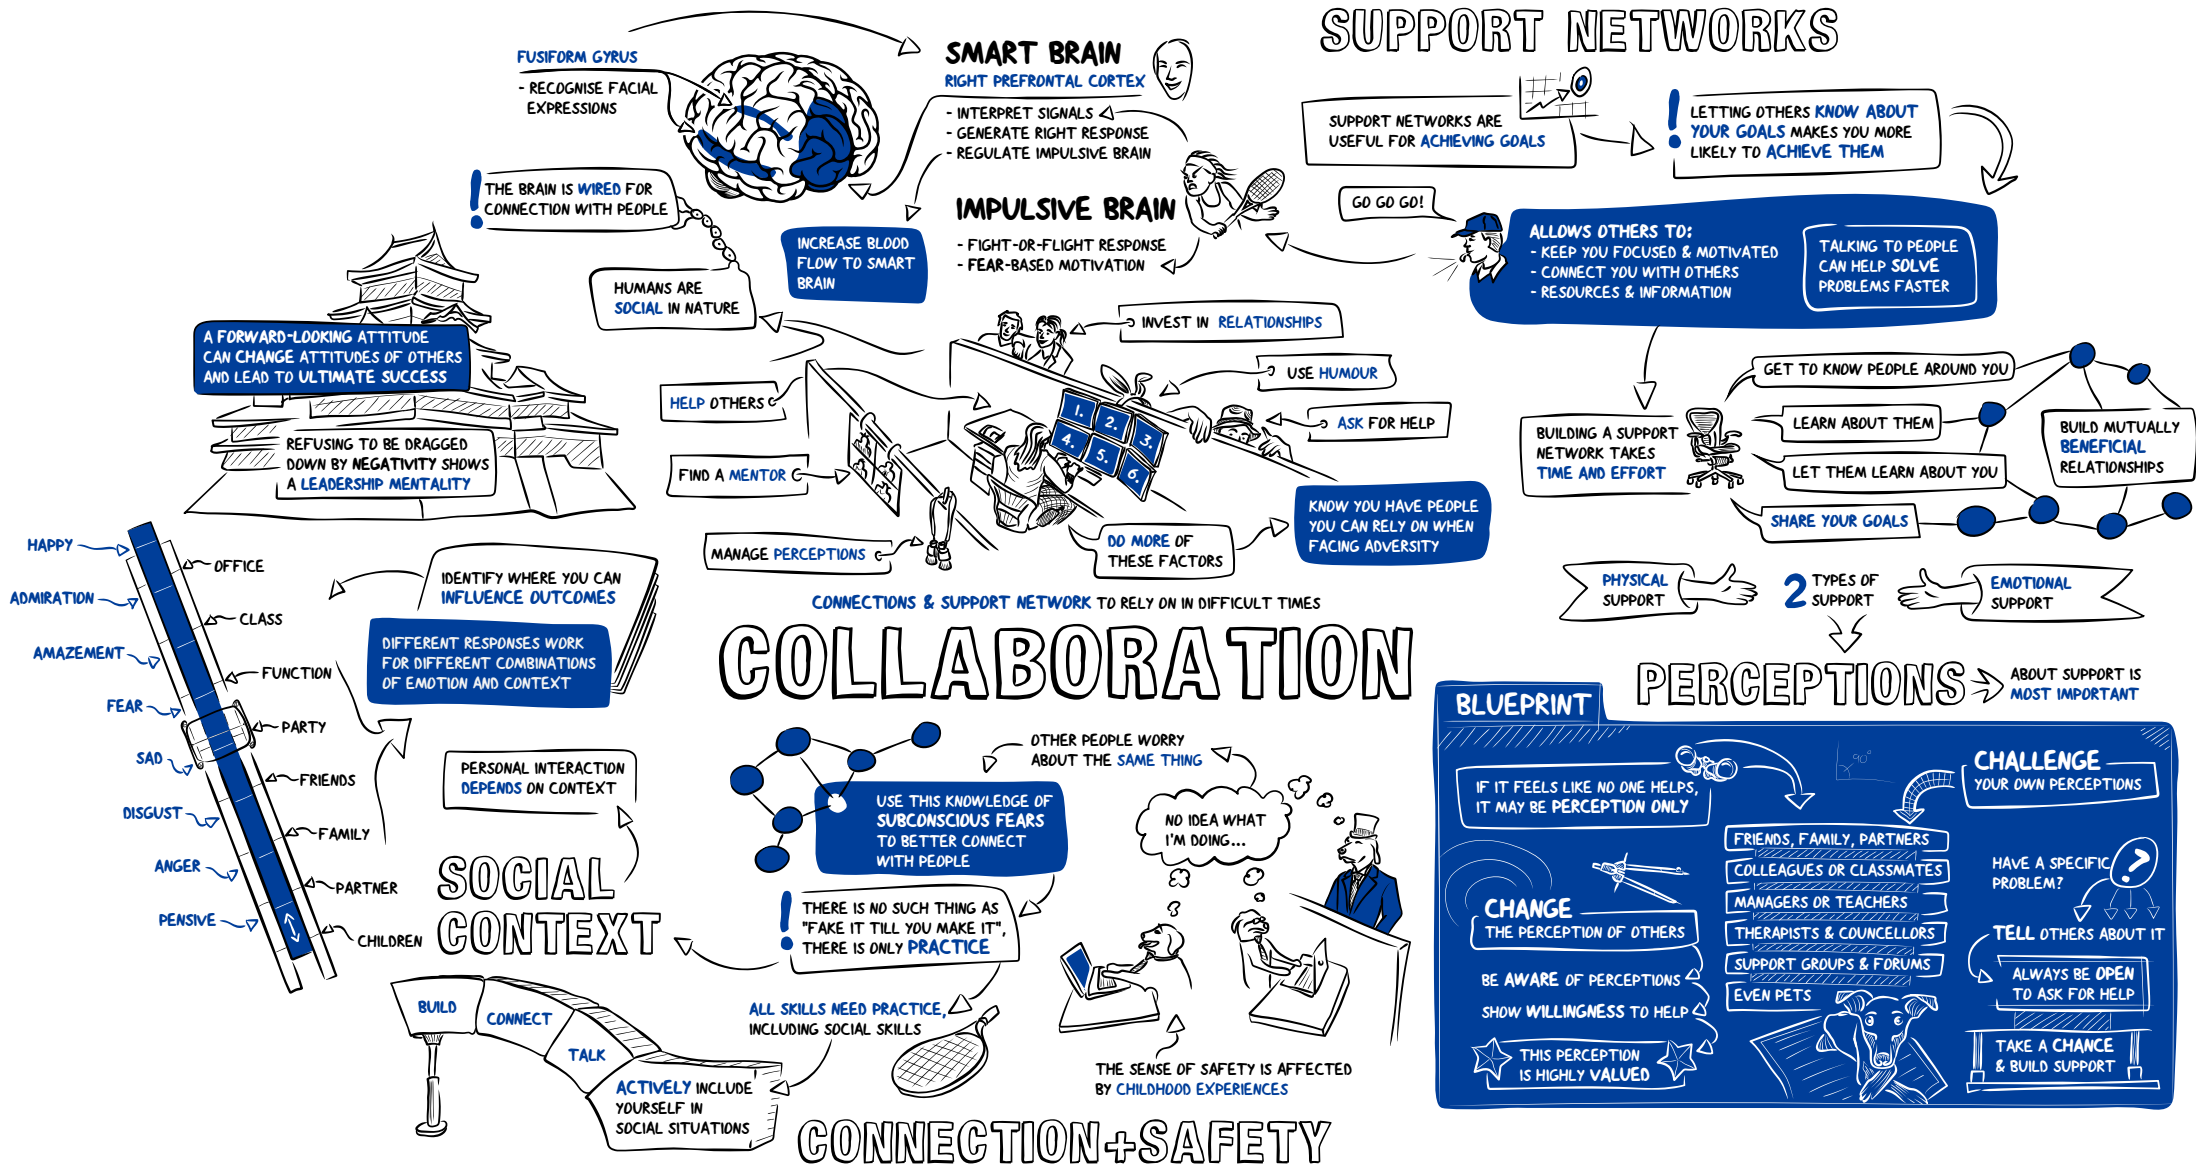 FUSIFORM GYRUS
- RECOGNISE FACIAL
EXPRESSIONS
SMART BRAIN
RIGHT PREFRONTAL CORTEX
- INTERPRET SIGNALS
- GENERATE RIGHT RESPONSE
- REGULATE IMPULSIVE BRAIN
IMPULSIVE BRAIN
- FIGHT-OR-FLIGHT RESPONSE
- FEAR-BASED MOTIVATION
INCREASE BLOOD
FLOW TO SMART
BRAIN
! THE BRAIN IS WIRED FOR
CONNECTION WITH PEOPLE
HUMANS ARE
SOCIAL IN NATURE
A FORWARD-LOOKING ATTITUDE
CAN CHANGE ATTITUDES OF OTHERS
AND LEAD TO ULTIMATE SUCCESS
REFUSING TO BE DRAGGED
DOWN BY NEGATIVITY SHOWS
A LEADERSHIP MENTALITY
SUPPORT NETWORKS
SUPPORT NETWORKS ARE
USEFUL FOR ACHIEVING GOALS
! LETTING OTHERS KNOW ABOUT
YOUR GOALS MAKES YOU MORE
LIKELY TO ACHIEVE THEM
GO GO GO!
ALLOWS OTHERS TO:
- KEEP YOU FOCUSED & MOTIVATED
- CONNECT YOU WITH OTHERS
- RESOURCES & INFORMATION
TALKING TO PEOPLE
CAN HELP SOLVE
PROBLEMS FASTER
BUILDING A SUPPORT
NETWORK TAKES
TIME AND EFFORT
GET TO KNOW PEOPLE AROUND YOU
LEARN ABOUT THEM
LET THEM LEARN ABOUT YOU
SHARE YOUR GOALS
BUILD MUTUALLY
BENEFICIAL
RELATIONSHIPS
PHYSICAL
SUPPORT
2 TYPES OF
SUPPORT
EMOTIONAL
SUPPORT
INVEST IN RELATIONSHIPS
USE HUMOUR
ASK FOR HELP
HELP OTHERS
FIND A MENTOR
MANAGE PERCEPTIONS
1.
2.
3.
4.
5.
6.
DO MORE OF
THESE FACTORS
KNOW YOU HAVE PEOPLE
YOU CAN RELY ON WHEN
FACING ADVERSITY
CONNECTIONS & SUPPORT NETWORK TO RELY ON IN DIFFICULT TIMES
COLLABORATION
HAPPY
ADMIRATION
AMAZEMENT
FEAR
SAD
DISGUST
ANGER
PENSIVE
OFFICE
CLASS
FUNCTION
PARTY
FRIENDS
FAMILY
PARTNER
CHILDREN
IDENTIFY WHERE YOU CAN
INFLUENCE OUTCOMES
DIFFERENT RESPONSES WORK
FOR DIFFERENT COMBINATIONS
OF EMOTION AND CONTEXT
PERSONAL INTERACTION
DEPENDS ON CONTEXT
SOCIAL
CONTEXT
BUILD
CONNECT
TALK
ACTIVELY INCLUDE
YOURSELF IN
SOCIAL SITUATIONS
OTHER PEOPLE WORRY
ABOUT THE SAME THING
USE THIS KNOWLEDGE OF
SUBCONSCIOUS FEARS
TO BETTER CONNECT
WITH PEOPLE
NO IDEA WHAT
I'M DOING...
! THERE IS NO SUCH THING AS
"FAKE IT TILL YOU MAKE IT",
THERE IS ONLY PRACTICE
ALL SKILLS NEED PRACTICE,
INCLUDING SOCIAL SKILLS
THE SENSE OF SAFETY IS AFFECTED
BY CHILDHOOD EXPERIENCES
CONNECTION+SAFETY
PERCEPTIONS
ABOUT SUPPORT IS
MOST IMPORTANT
BLUEPRINT
IF IT FEELS LIKE NO ONE HELPS,
IT MAY BE PERCEPTION ONLY
90°
CHALLENGE
YOUR OWN PERCEPTIONS
CHANGE
THE PERCEPTION OF OTHERS
BE AWARE OF PERCEPTIONS
SHOW WILLINGNESS TO HELP
THIS PERCEPTION
IS HIGHLY VALUED
FRIENDS, FAMILY, PARTNERS
COLLEAGUES OR CLASSMATES
MANAGERS OR TEACHERS
THERAPISTS & COUNCELLORS
SUPPORT GROUPS & FORUMS
EVEN PETS
HAVE A SPECIFIC
PROBLEM?
?
TELL OTHERS ABOUT IT
ALWAYS BE OPEN
TO ASK FOR HELP
TAKE A CHANCE
& BUILD SUPPORT